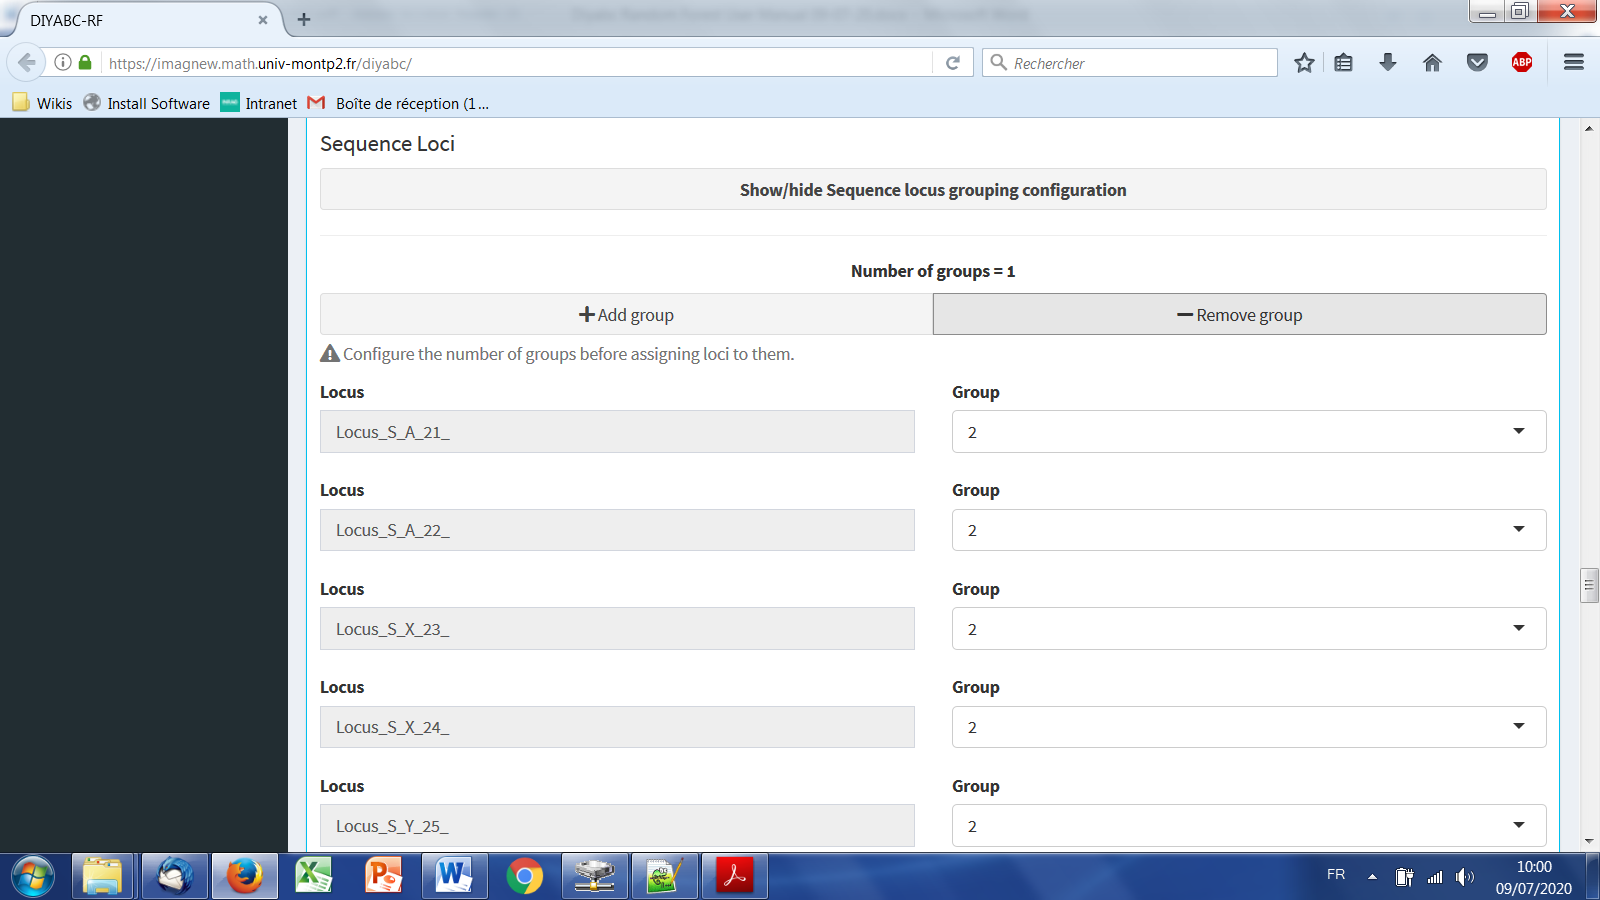 DIYABC-RF
https://imagnew.math.univ-montp2.fr/diyabc/
Rechercher
ABP
Wikis
Install Software
Intranet
Boîte de réception (1 ...
Sequence Loci
Show/hide Sequence locus grouping configuration
Number of groups = 1
Add group
Remove group
Configure the number of groups before assigning loci to them.
Locus Group
Locus_S_A_21_ 2
Locus Group
Locus_S_A_22_ 2
Locus Group
Locus_S_X_23_ 2
Locus Group
Locus_S_X_24_ 2
Locus Group
Locus_S_Y_25_ 2
FR
10:00
09/07/2020